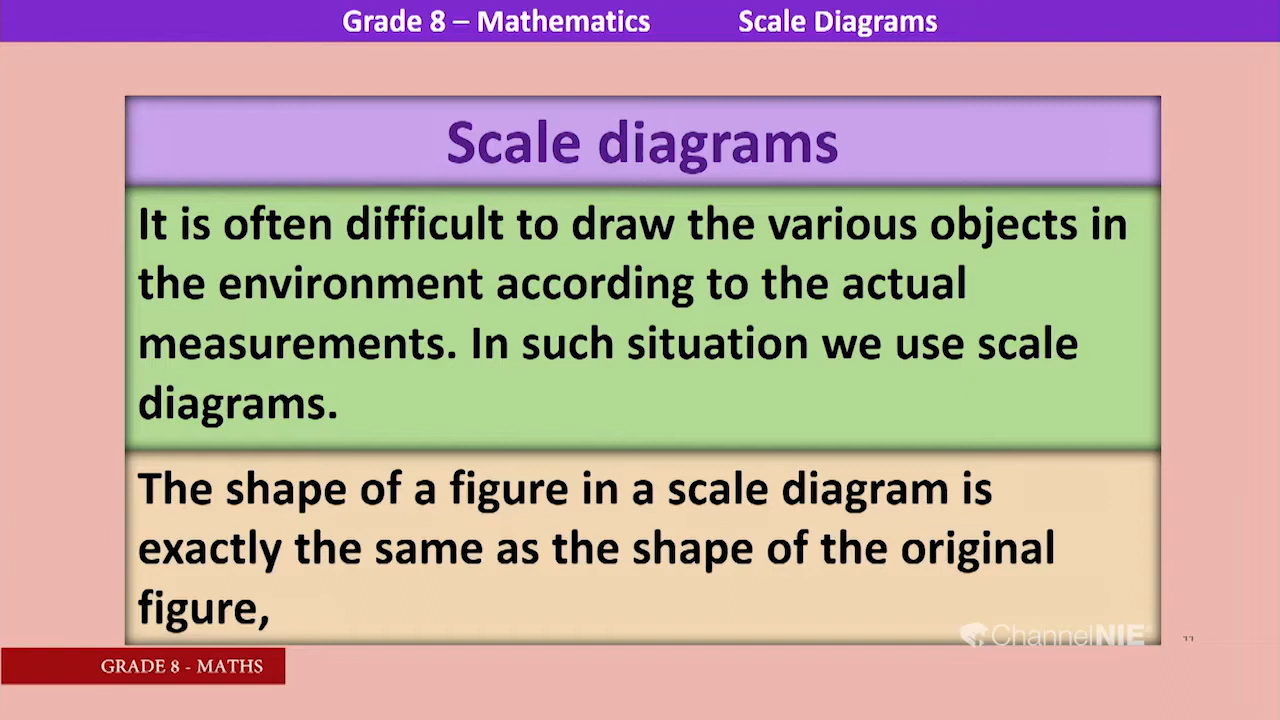 Grade 8 – Mathematics Scale Diagrams
Scale diagrams
It is often difficult to draw the various objects in
the environment according to the actual
measurements. In such situation we use scale
diagrams.
The shape of a figure in a scale diagram is
exactly the same as the shape of the original
figure,
ChannelNIE
GRADE 8 - MATHS